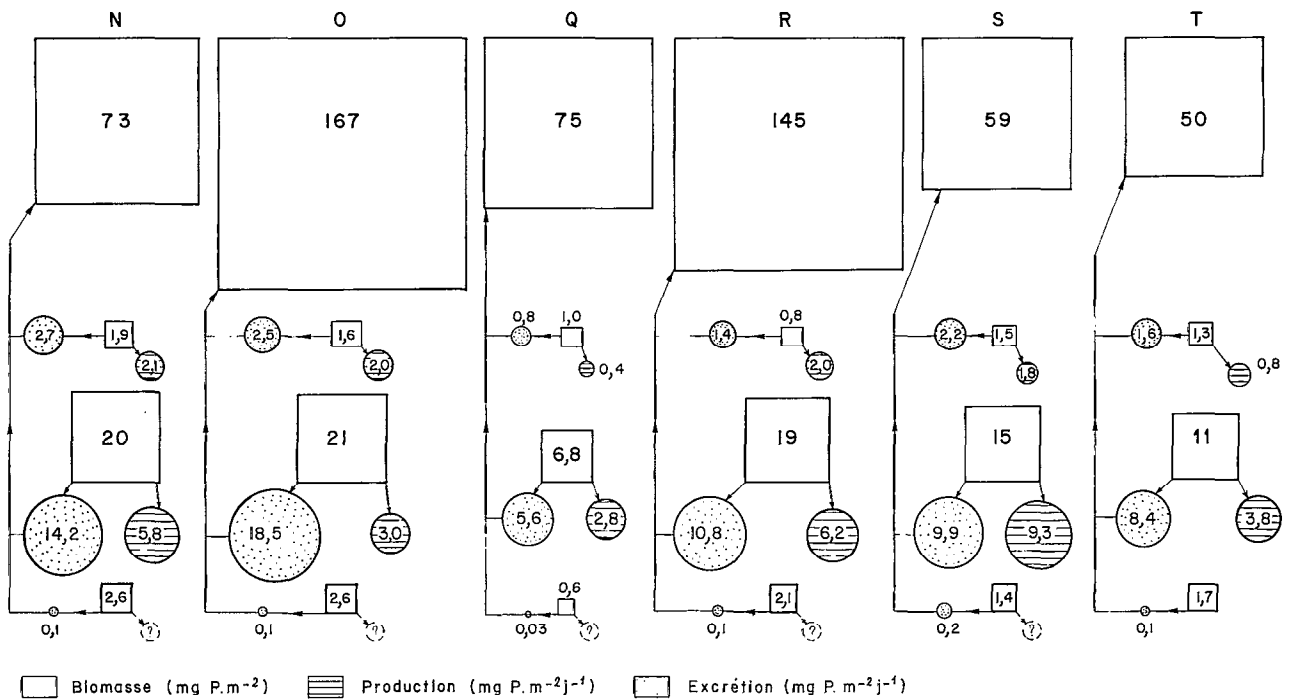 N O Q R S T
73 167 75 145 59 50
0,8 1,0 0,8
2,7 1,9 2,5 1,6 1,4 2,2 1,5 1,6 1,3
2,1 2,0 0,4 2,0 1,8 0,8
20 21 6,8 19 15 11
14,2 5,8 18,5 3,0 5,6 2,8 10,8 6,2 9,9 9,3 8,4 3,8
2,6 2,6 0,6 2,1 1,4 1,7
0,1 ? 0,1 ? 0,03 ? 0,1 ? 0,2 ? 0,1
Biomasse (mg P.m-2) Production (mg P.m-2j-1) Excrétion (mg P.m-2j-1)